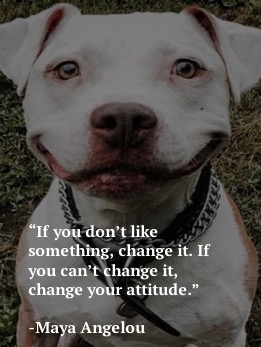 “If you don’t like
something, change it. If
you can’t change it,
change your attitude.”
-Maya Angelou